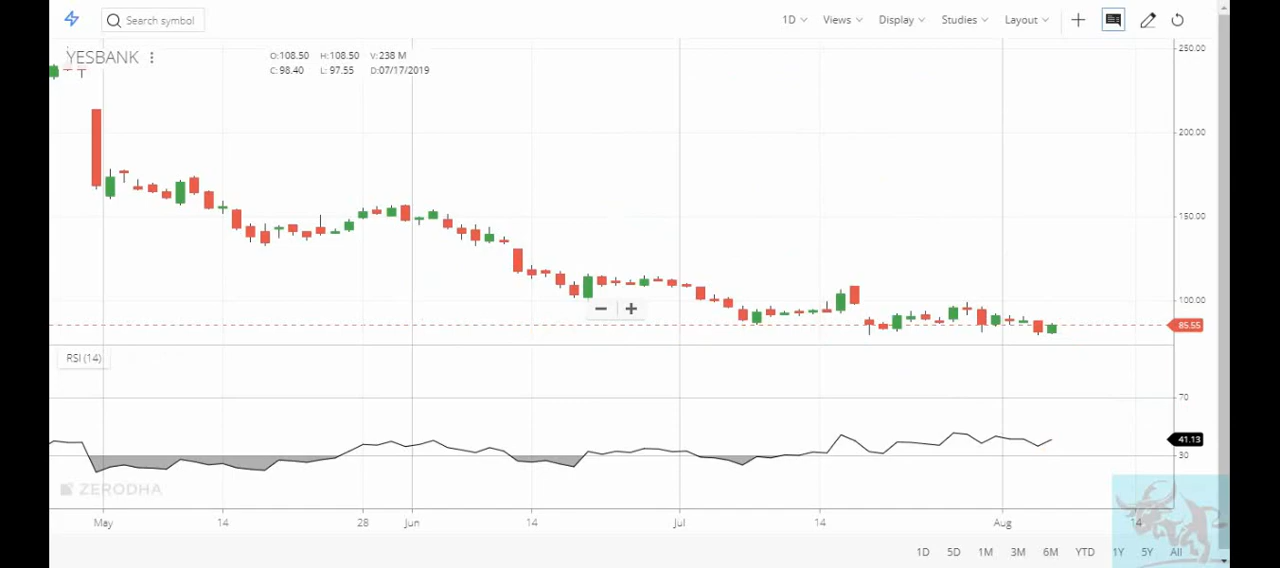 Search symbol 1D Views Display Studies Layout
YESBANK O:108.50 H:108.50 V:238 M
C:98.40 L:97.55 D:07/17/2019
250.00
200.00
150.00
100.00
85.55
RSI (14)
70
41.13
30
ZERODHA
May 14 28 Jun 14 Jul 14 Aug 14
1D 5D 1M 3M 6M YTD 1Y 5Y All